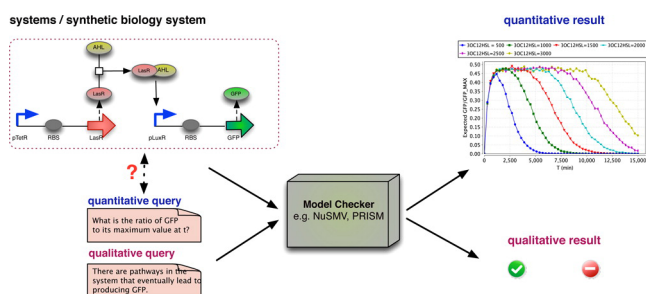 systems / synthetic biology system
AHL
LasR
AHL
LasR
GFP
pTetR
RBS
LasR
pLuxR
RBS
GFP
?
quantitative query
What is the ratio of GFP
to its maximum value at t?
qualitative query
There are pathways in the
system that eventually lead to
producing GFP.
Model Checker
e.g. NuSMV, PRISM
quantitative result
3OC12HSL = 500
3OC12HSL=1000
3OC12HSL=1500
3OC12HSL=2000
3OC12HSL=2500
3OC12HSL=3000
Expected GFP/GFP_MAX
0.50
0.45
0.40
0.35
0.30
0.25
0.20
0.15
0.10
0.05
0.00
0
2,500
5,000
7,500
10,000
12,500
15,000
T (min)
qualitative result